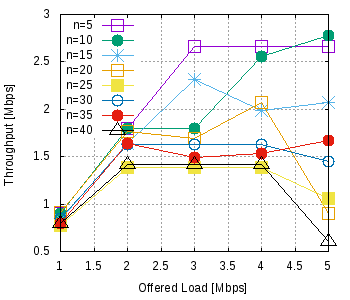 3
2.5
2
1.5
1
0.5
Throughput [Mbps]
n=5
n=10
n=15
n=20
n=25
n=30
n=35
n=40
1 1.5 2 2.5 3 3.5 4 4.5 5
Offered Load [Mbps]